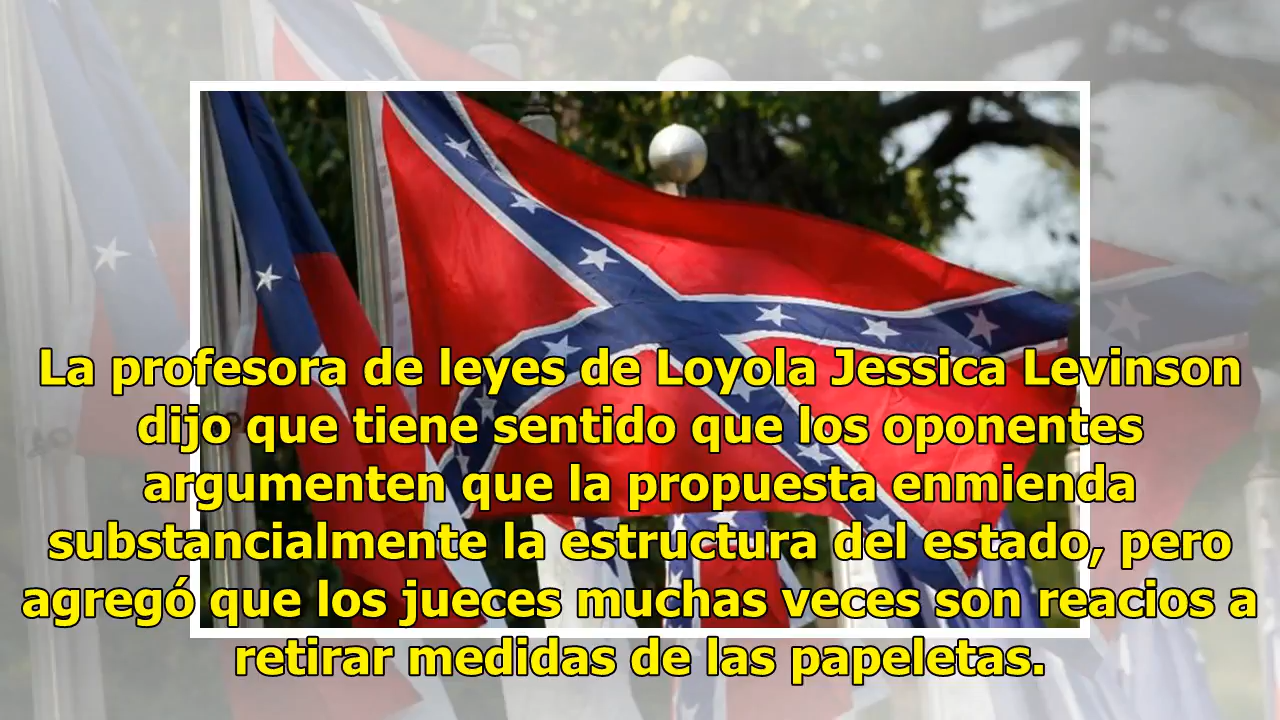 La profesora de leyes de Loyola Jessica Levinson
dijo que tiene sentido que los oponentes
argumenten que la propuesta enmienda
substancialmente la estructura del estado, pero
agregó que los jueces muchas veces son reacios a
retirar medidas de las papeletas.